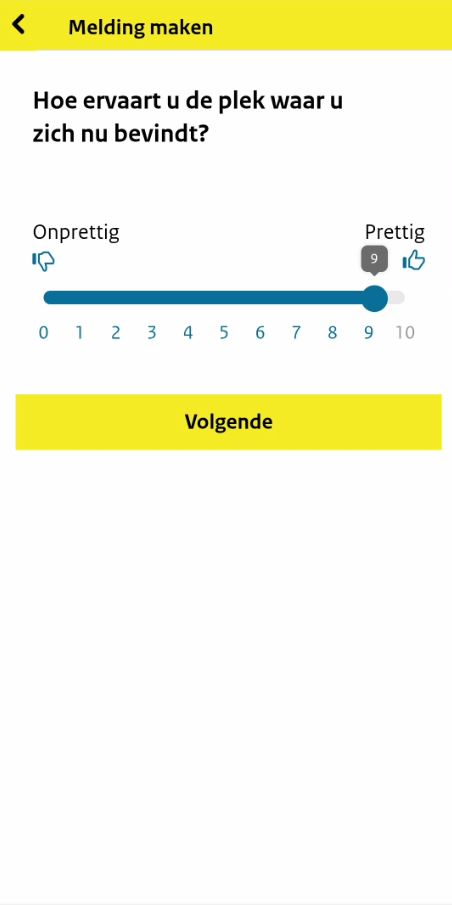 Melding maken
Hoe ervaart u de plek waar u
zich nu bevindt?
Onprettig Prettig
9
0 1 2 3 4 5 6 7 8 9 10
Volgende